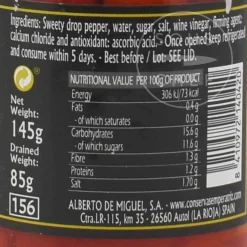 Ingredients: Sweety drop pepper, water, sugar, salt, wine vinegar, firming agent:
calcium chloride and antioxidant: ascorbic acid. Once opened keep refrigerated
and consume within 5 days. - Best before / Lot: SEE LID.
Net
Weight:
145g
Drained
Weight:
85g
156
NUTRITIONAL VALUE PER 100g OF PRODUCT
Energy 306 kJ/73 kcal
Fats 0.4g
- of which saturates 0.0g
Carbohydrates 15.6g
- of which sugars 11.6g
Fibre 1.3g
Proteins 1.2g
Salt 1.70g
ALBERTO DE MIGUEL, S.A. - www.conservasemperatriz.com
Ctra.LR-115, km 35 - 26560 Autol (LA RIOJA) SPAIN